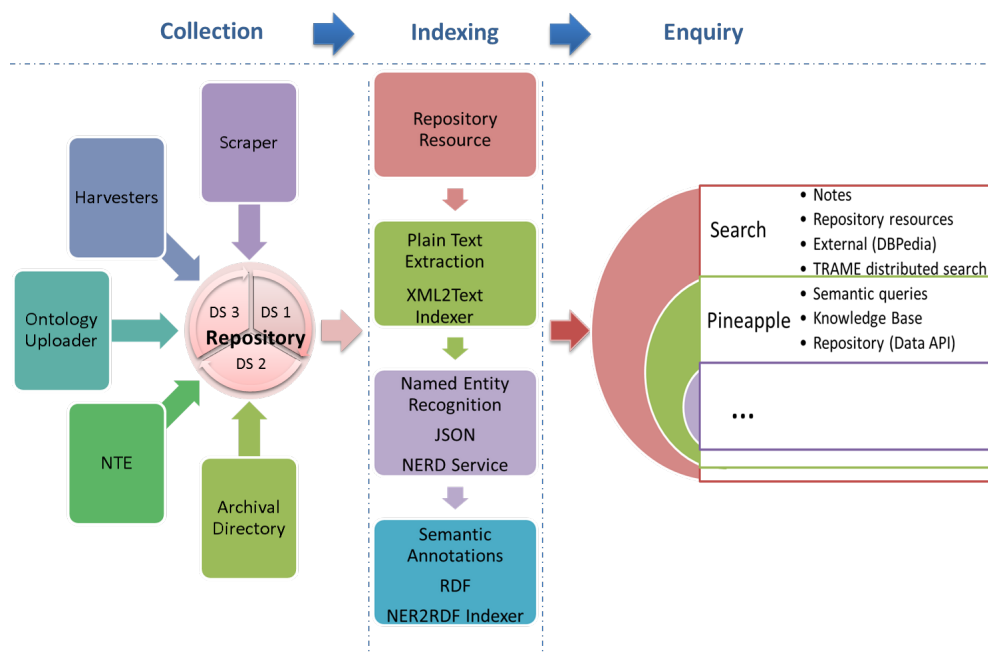 Collection
Indexing
Enquiry
Scraper
Harvesters
Ontology
Uploader
NTE
Archival
Directory
DS 3
DS 1
Repository
DS 2
Repository
Resource
Plain Text
Extraction
XML2Text
Indexer
Named Entity
Recognition
JSON
NERD Service
Semantic
Annotations
RDF
NER2RDF Indexer
Search
• Notes
• Repository resources
• External (DBPedia)
• TRAME distributed search
Pineapple
• Semantic queries
• Knowledge Base
• Repository (Data API)
...